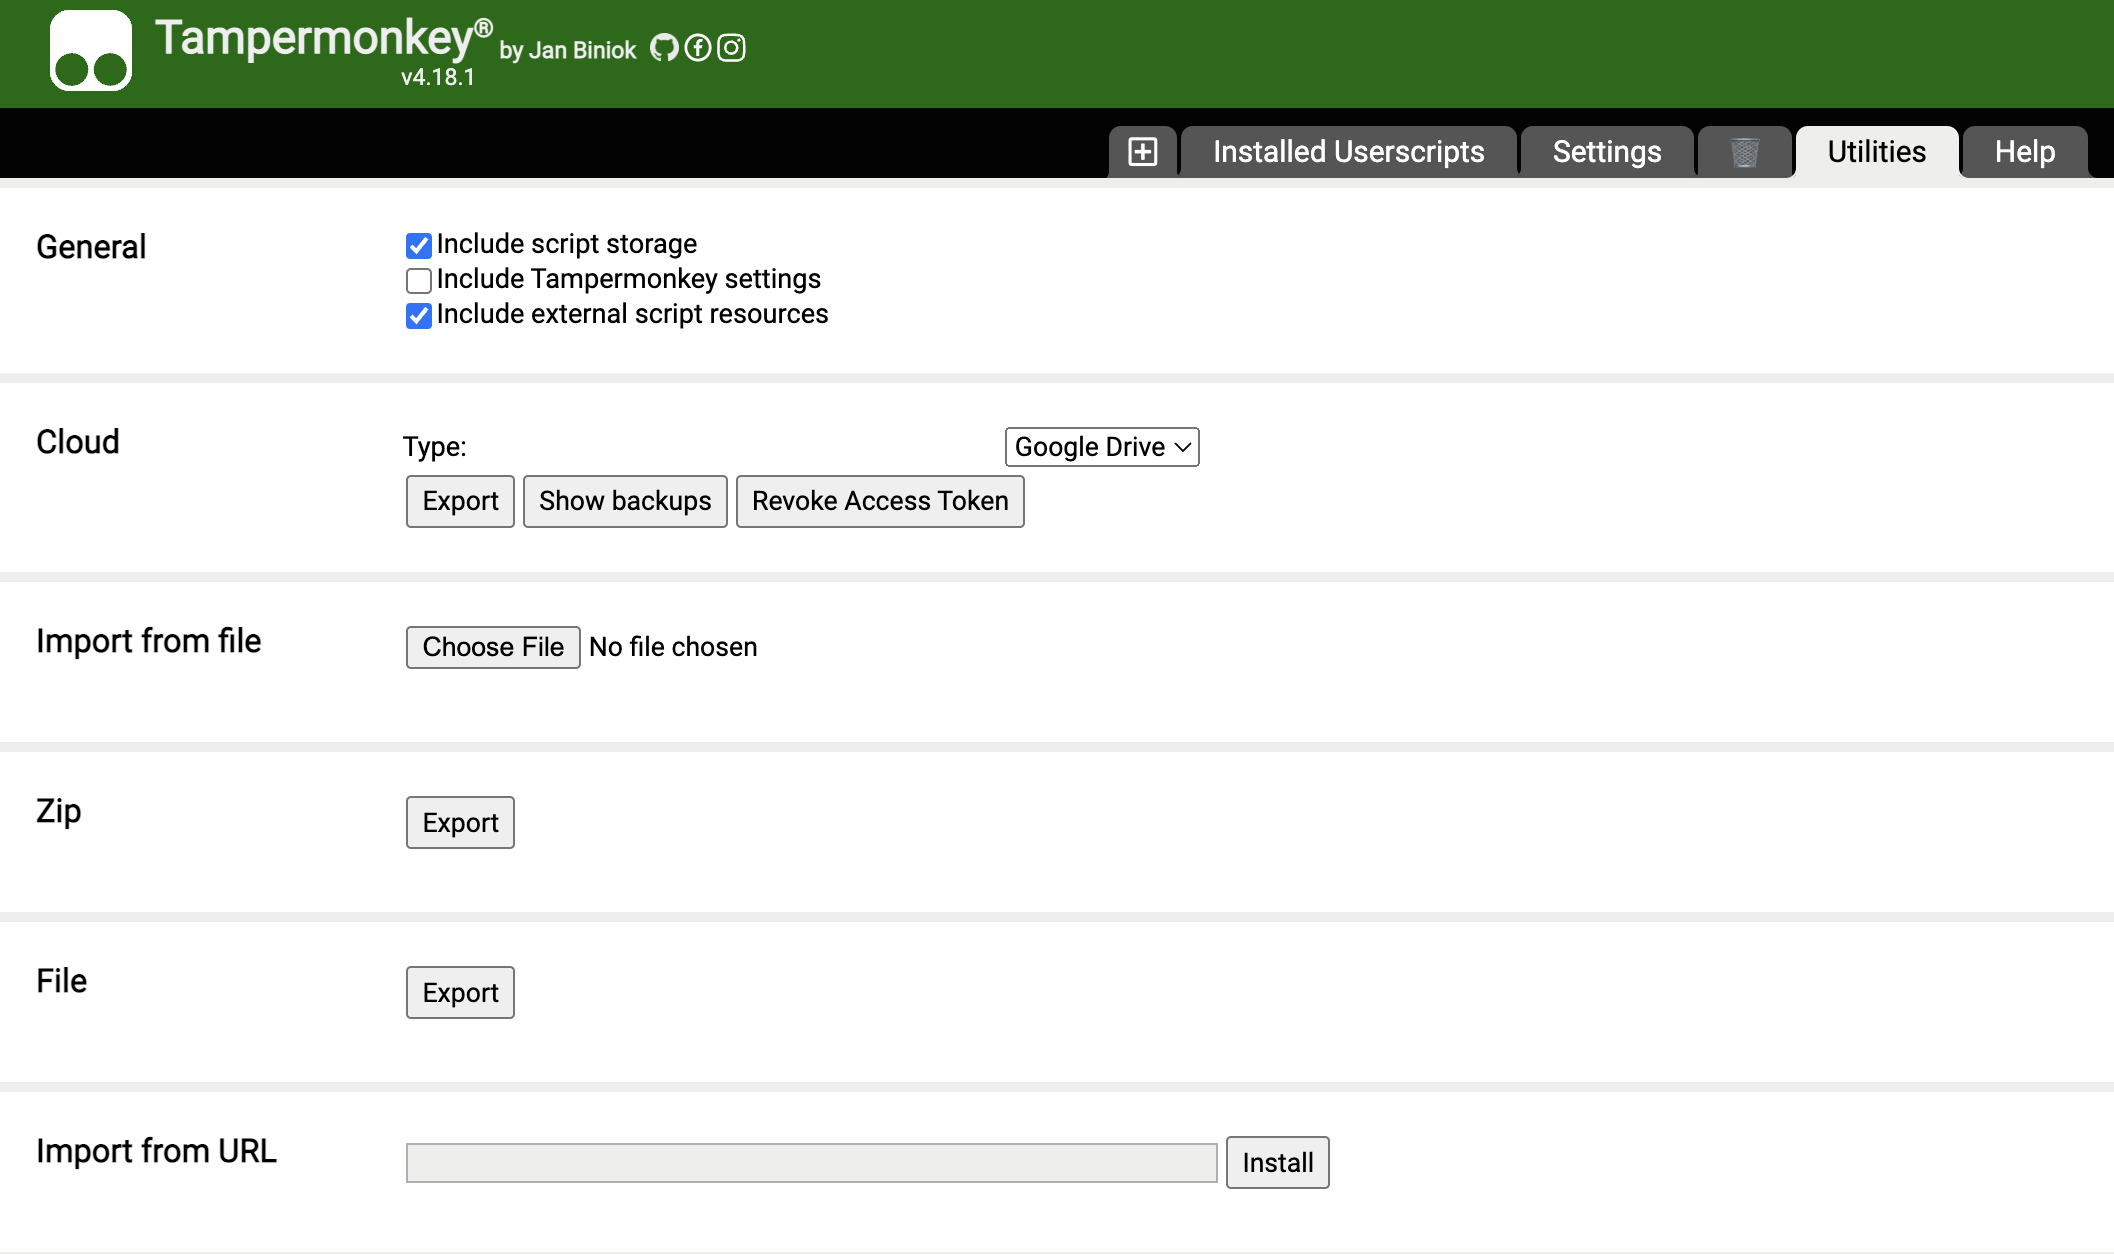 Tampermonkey® by Jan Biniok
v4.18.1
Installed Userscripts Settings Utilities Help
General
Include script storage
Include Tampermonkey settings
Include external script resources
Cloud
Type: Google Drive
Export Show backups Revoke Access Token
Import from file
Choose File No file chosen
Zip
Export
File
Export
Import from URL
Install